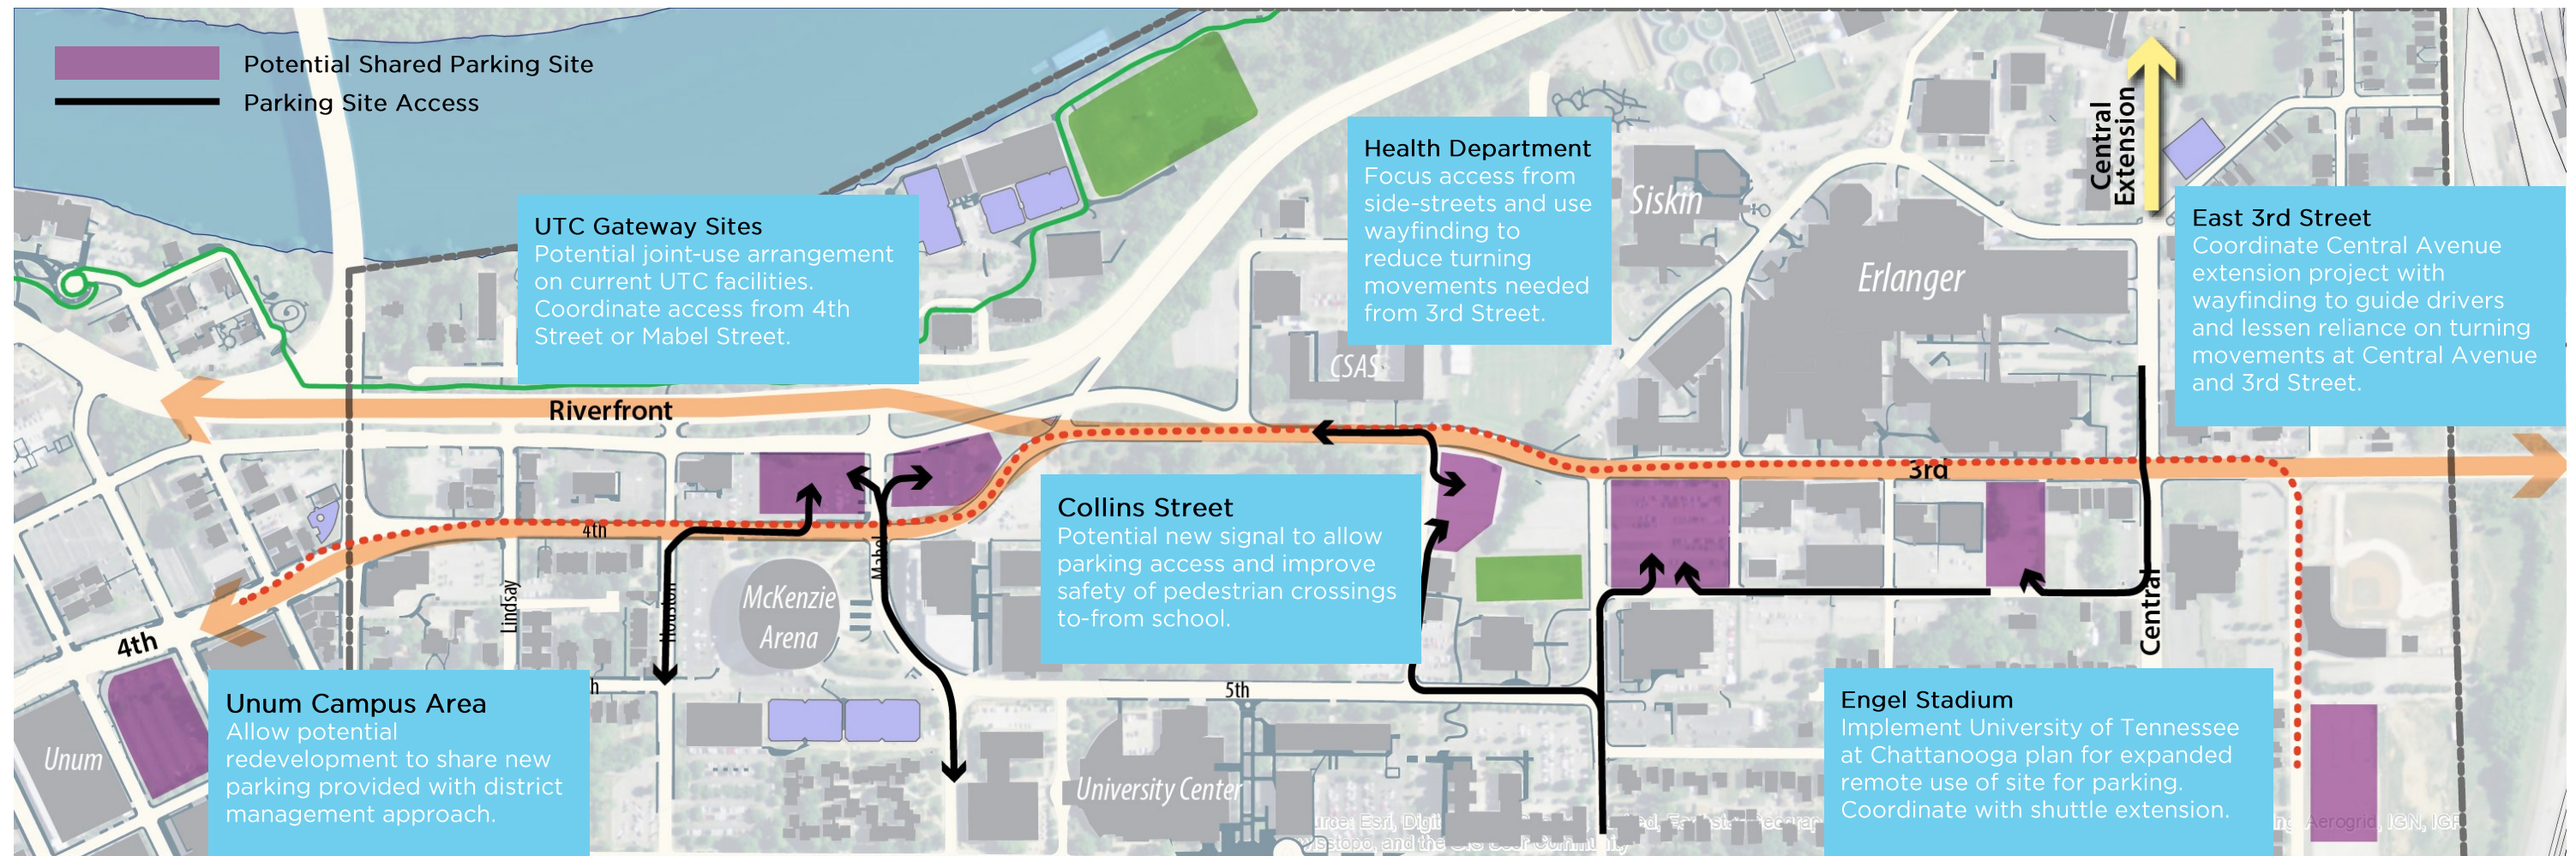 Potential Shared Parking Site
Parking Site Access
Central
Extension
Health Department
Focus access from
side-streets and use
wayfinding to
reduce turning
movements needed
from 3rd Street.
Siskin
East 3rd Street
Coordinate Central Avenue
extension project with
wayfinding to guide drivers
and lessen reliance on turning
movements at Central Avenue
and 3rd Street.
UTC Gateway Sites
Potential joint-use arrangement
on current UTC facilities.
Coordinate access from 4th
Street or Mabel Street.
Erlanger
CSAS
Riverfront
3rd
4th
Mabel
Collins Street
Potential new signal to allow
parking access and improve
safety of pedestrian crossings
to-from school.
Lindsay
Houston
McKenzie
Arena
Central
4th
5th
Unum Campus Area
Allow potential
redevelopment to share new
parking provided with district
management approach.
Unum
University Center
Engel Stadium
Implement University of Tennessee
at Chattanooga plan for expanded
remote use of site for parking.
Coordinate with shuttle extension.
Esri,
Aerogrid, IGN,
and the